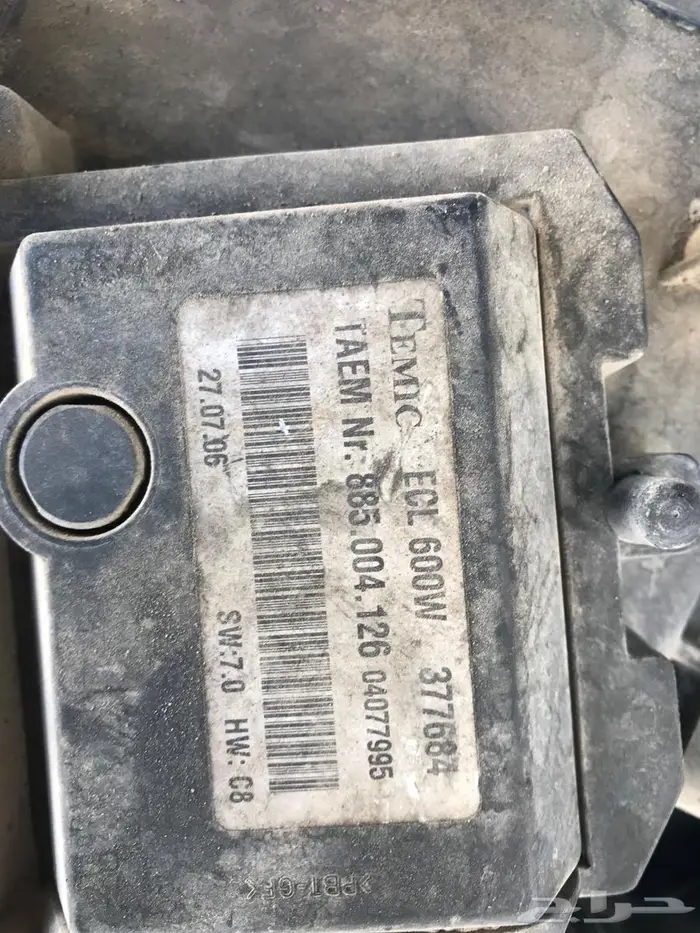 TEMIC ECL 600W 377684
TAEM Nr.: 885.004.126 04077995
27.07.06 SW:7.0 HW: C8
>PBT-GF<
حراج